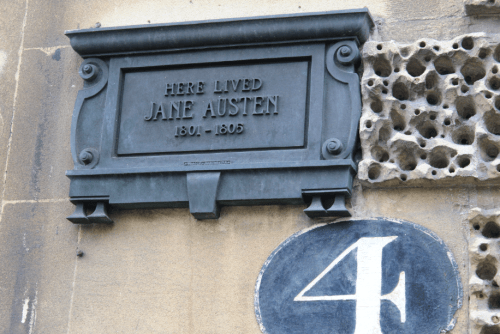 HERE LIVED
JANE AUSTEN
1801 - 1805
4